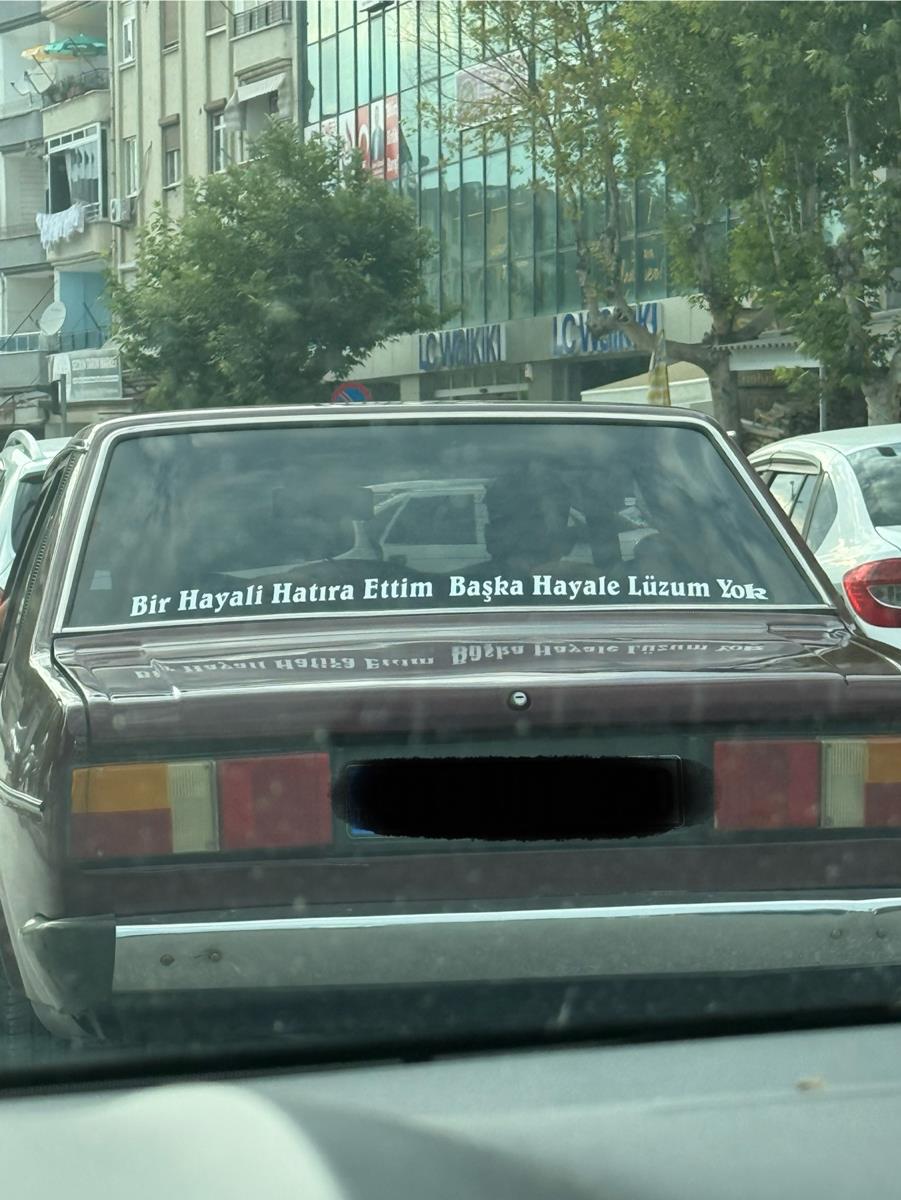 LC WAIKIKI
LC WAIKIKI
Bir Hayali Hatıra Ettim Başka Hayale Lüzum Yok